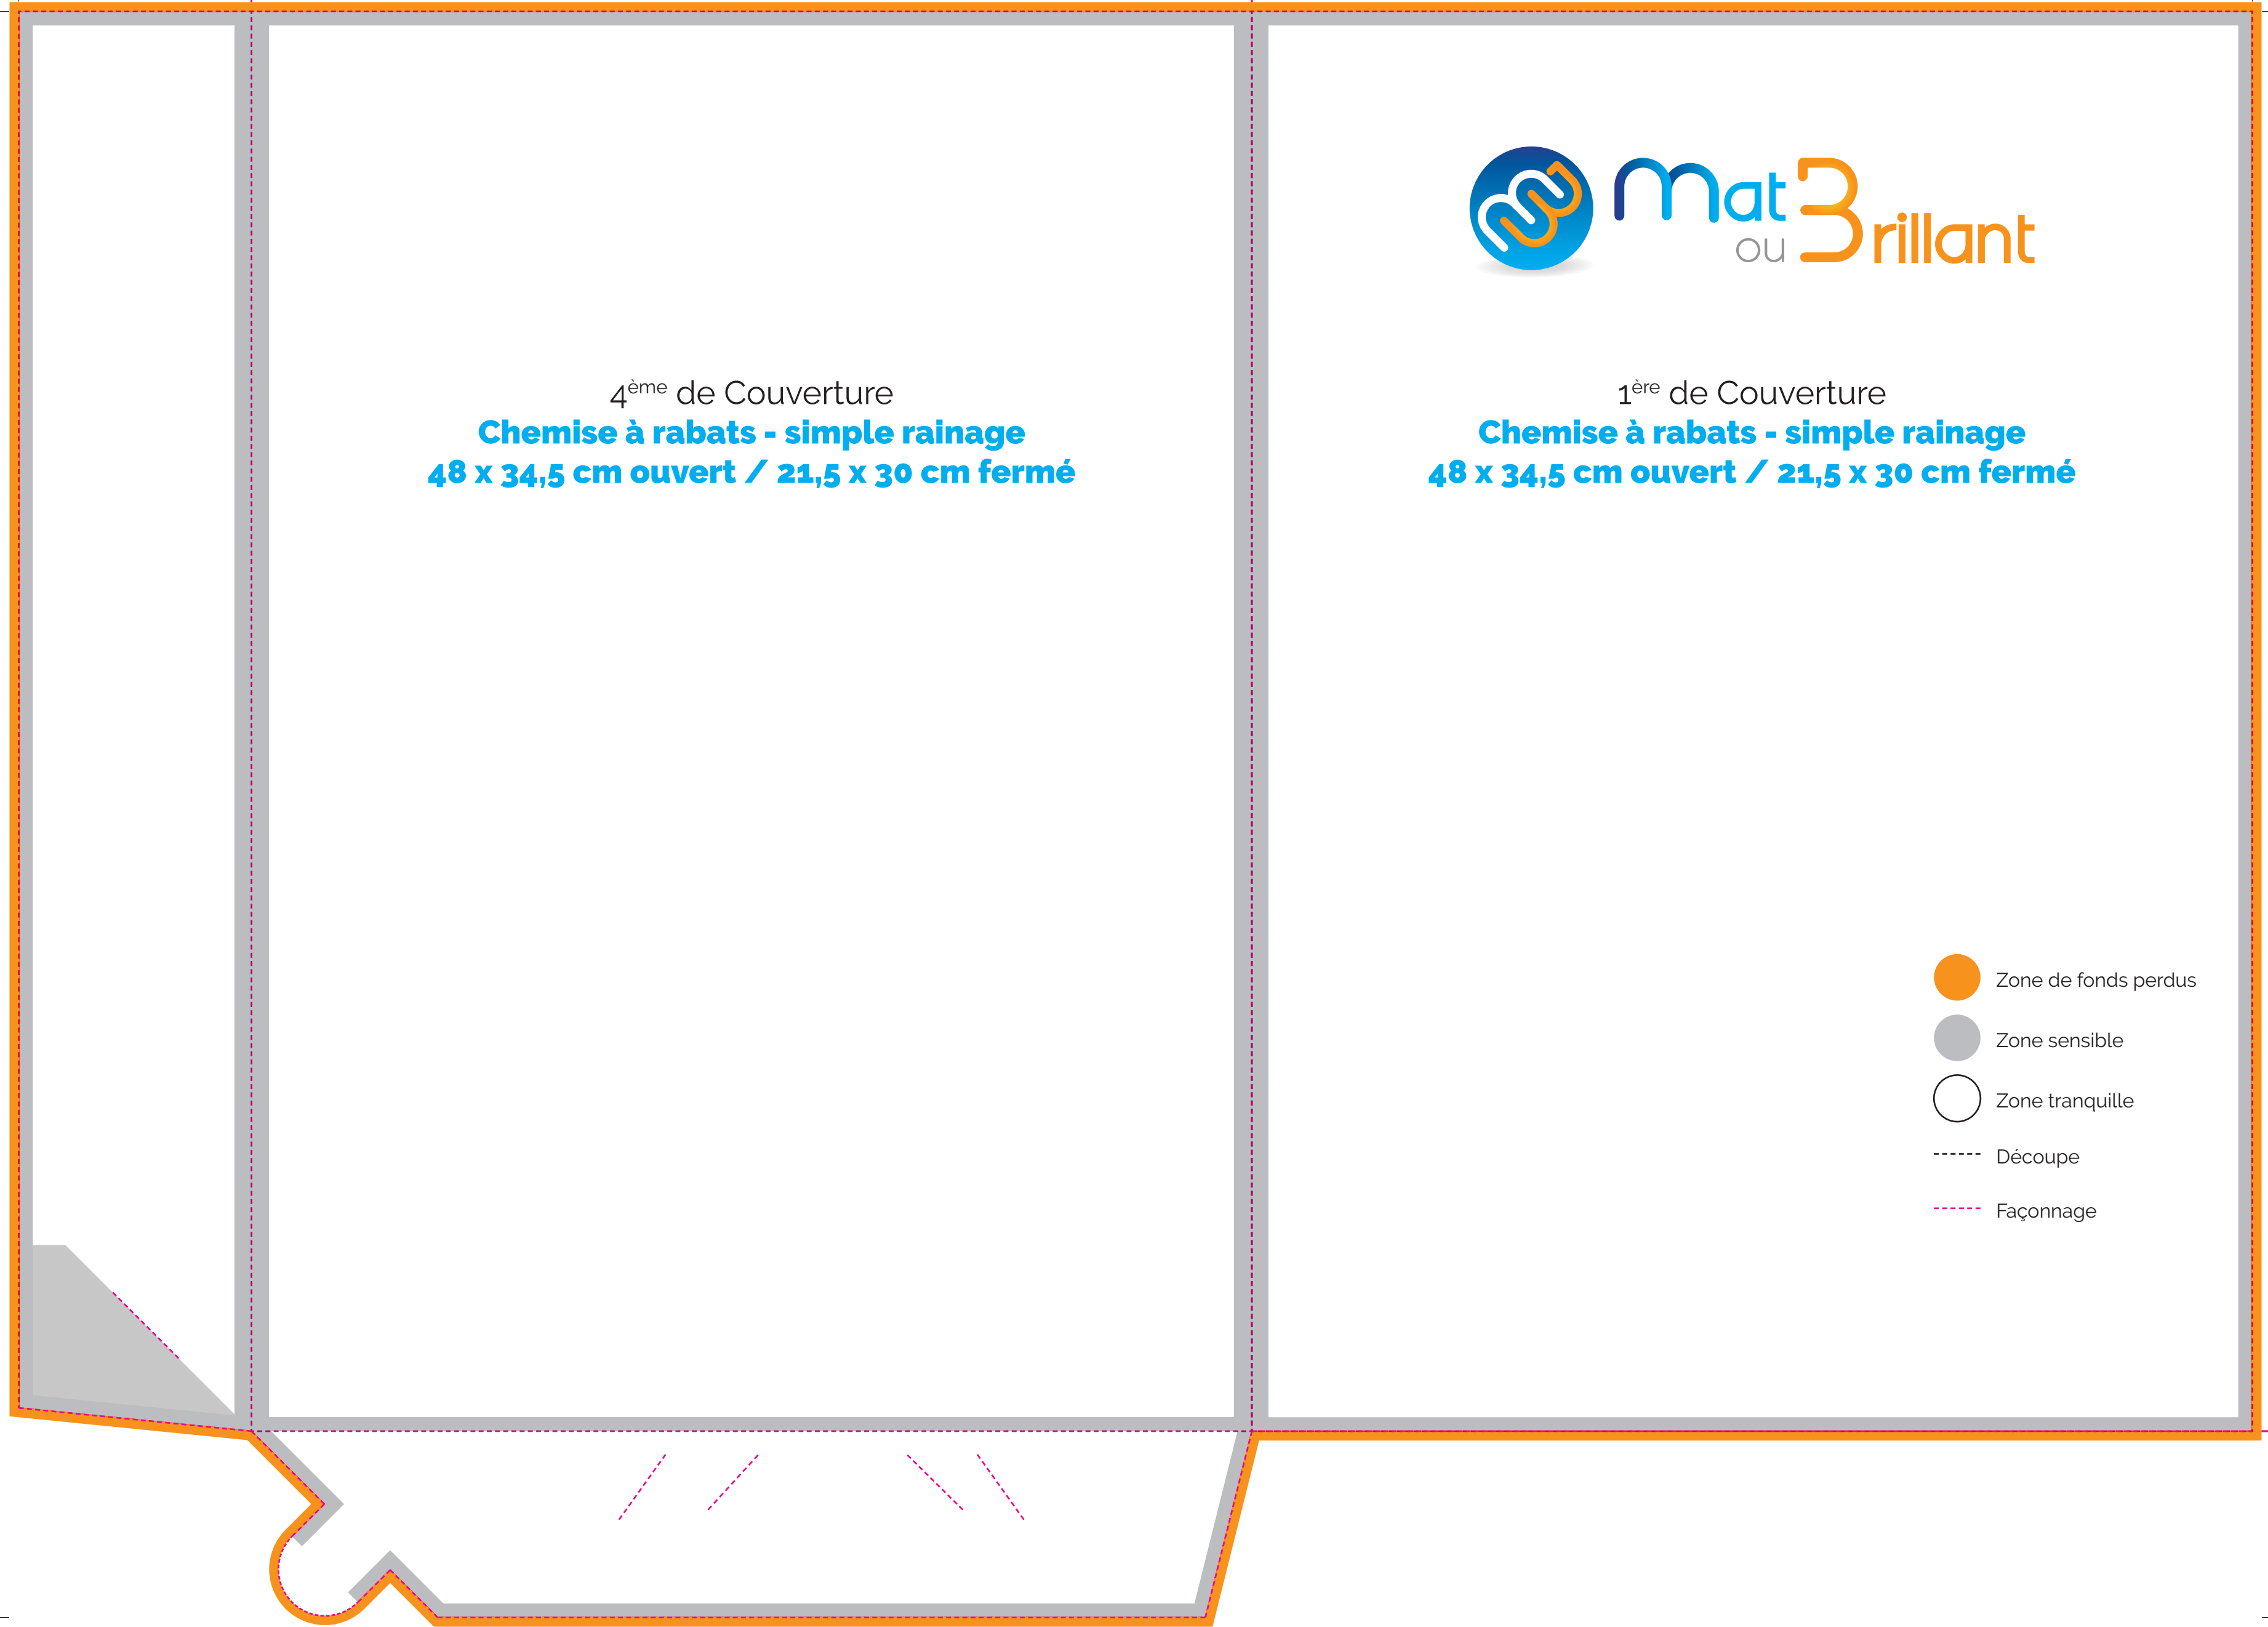 Mat
ou Brillant
4ème de Couverture
Chemise à rabats - simple rainage
48 x 34,5 cm ouvert / 21,5 x 30 cm fermé
1ère de Couverture
Chemise à rabats - simple rainage
48 x 34,5 cm ouvert / 21,5 x 30 cm fermé
Zone de fonds perdus
Zone sensible
Zone tranquille
Découpe
Façonnage